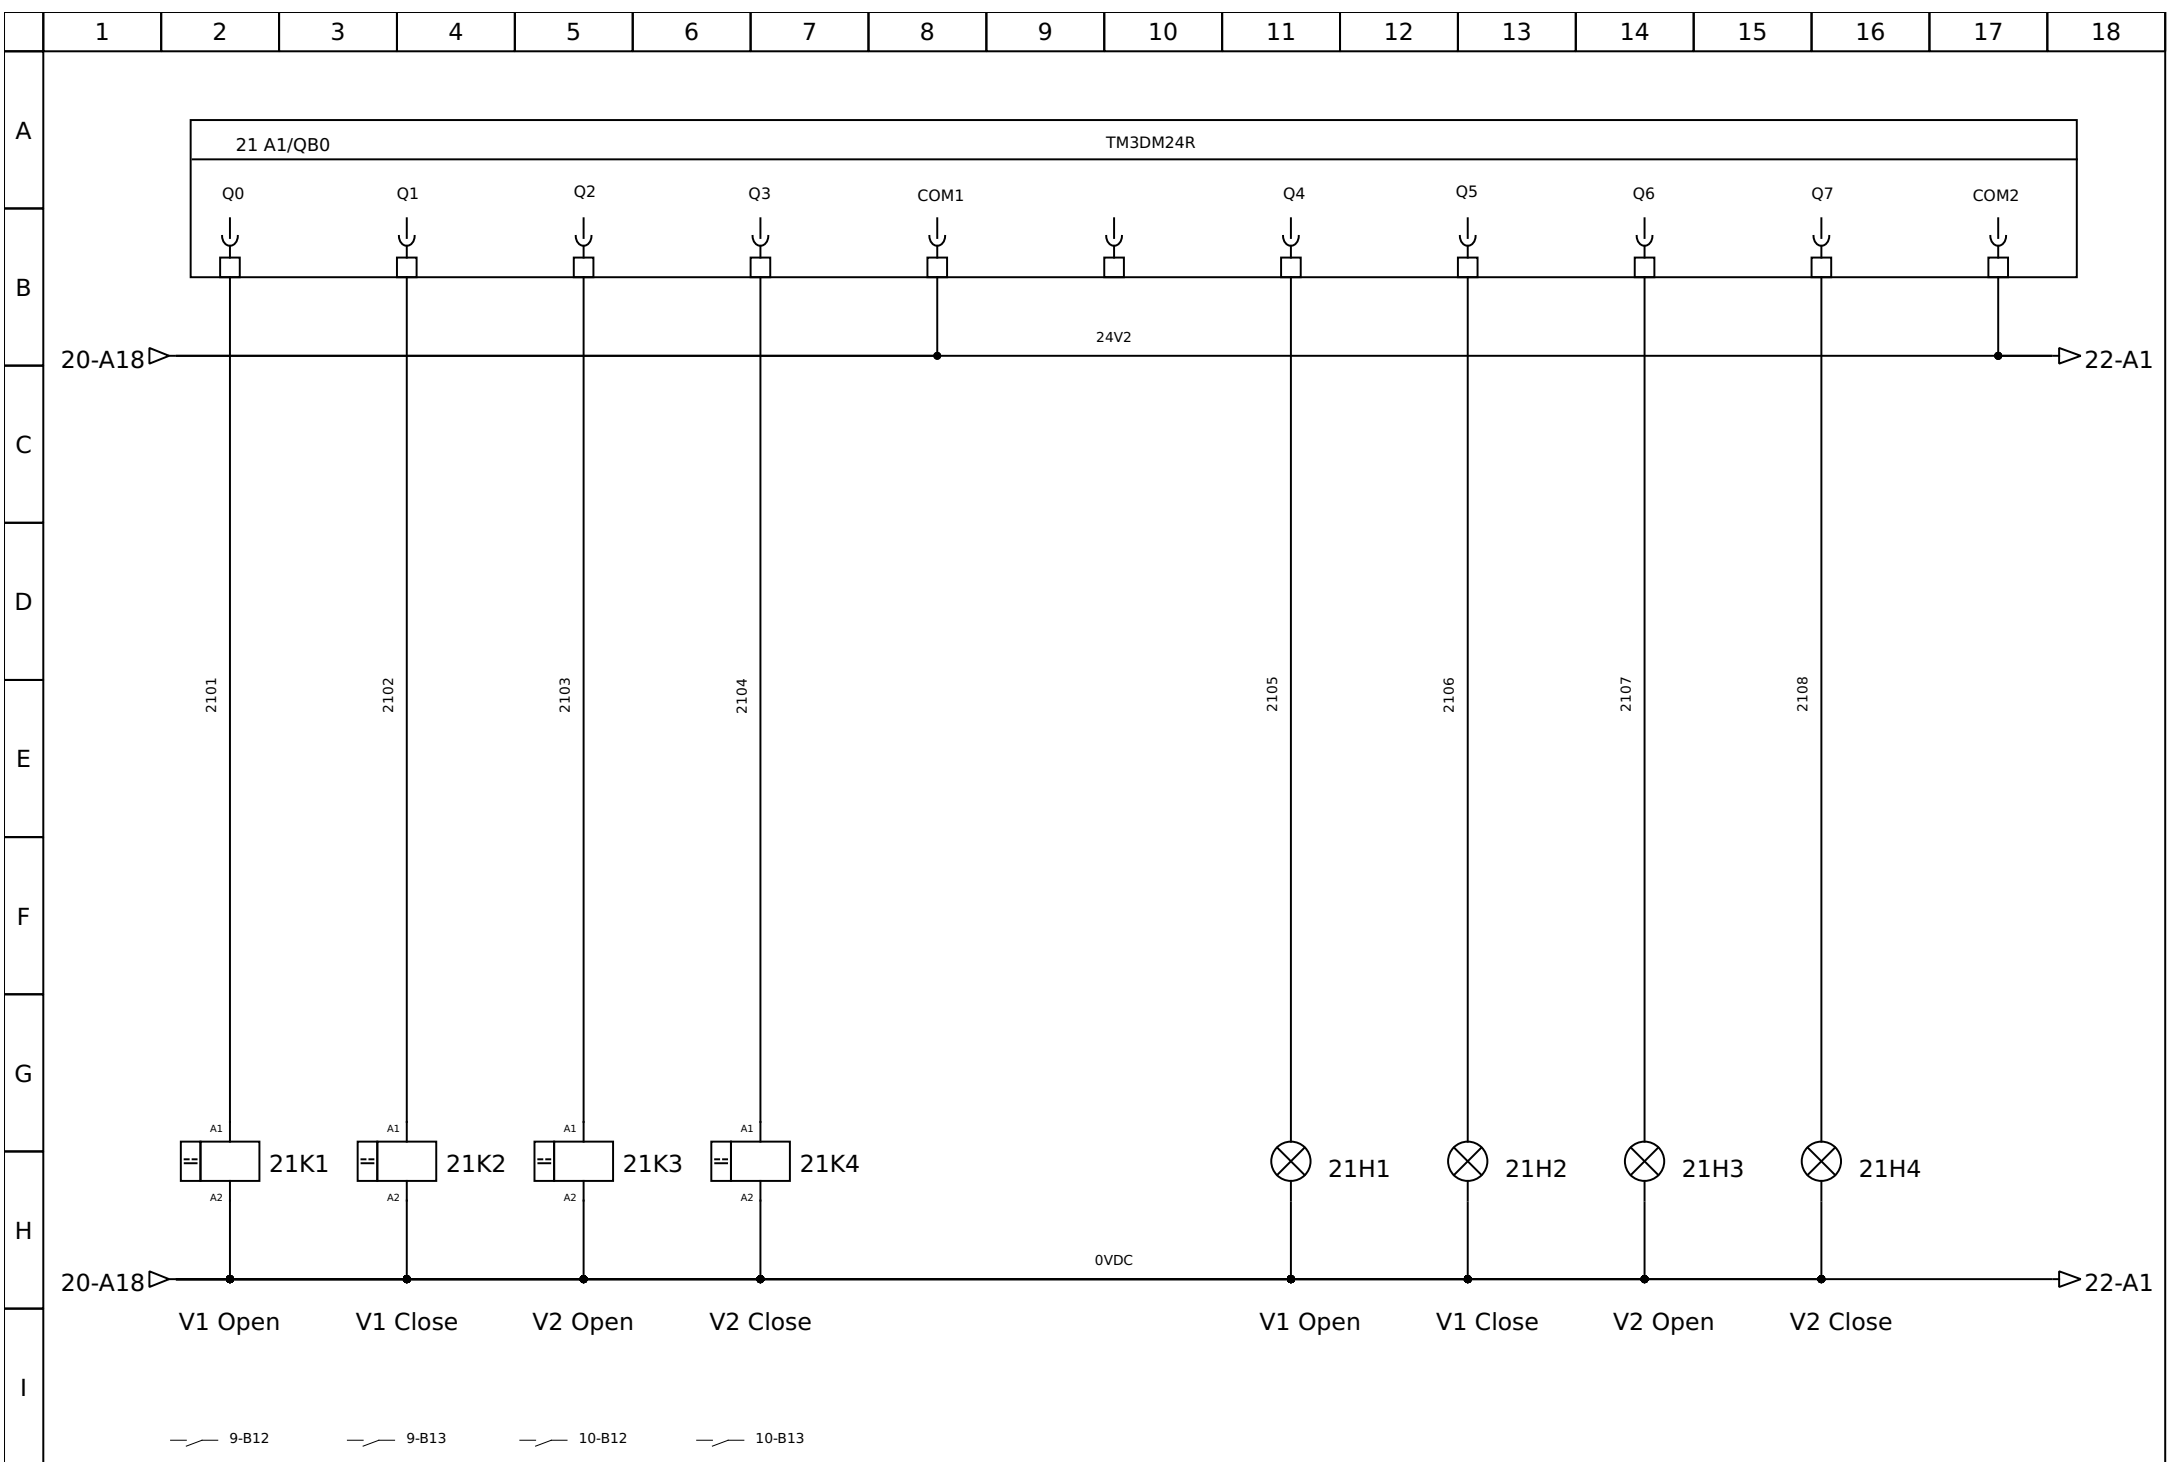 1 2 3 4 5 6 7 8 9 10 11 12 13 14 15 16 17 18
A
21 A1/QB0 TM3DM24R
Q0 Q1 Q2 Q3 COM1 Q4 Q5 Q6 Q7 COM2
B
24V2
20-A18 22-A1
C
D
2101 2102 2103 2104 2105 2106 2107 2108
E
F
G
A1 A1 A1 A1
21K1 21K2 21K3 21K4 21H1 21H2 21H3 21H4
A2 A2 A2 A2
H
0VDC
20-A18 22-A1
V1 Open V1 Close V2 Open V2 Close V1 Open V1 Close V2 Open V2 Close
I
9-B12 9-B13 10-B12 10-B13